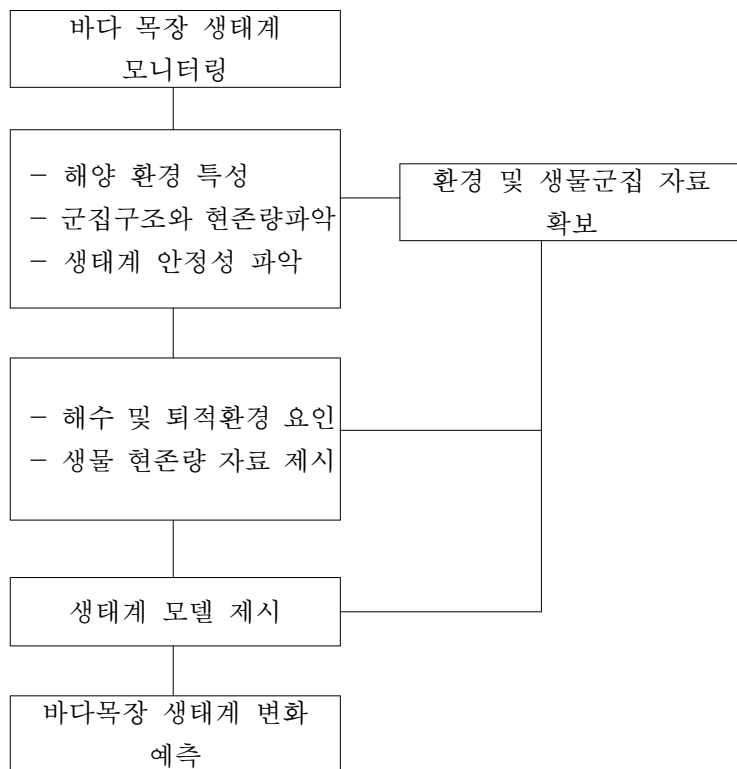 바다 목장 생태계
모니터링
- 해양 환경 특성
- 군집구조와 현존량파악
- 생태계 안정성 파악
환경 및 생물군집 자료
확보
- 해수 및 퇴적환경 요인
- 생물 현존량 자료 제시
생태계 모델 제시
바다목장 생태계 변화
예측